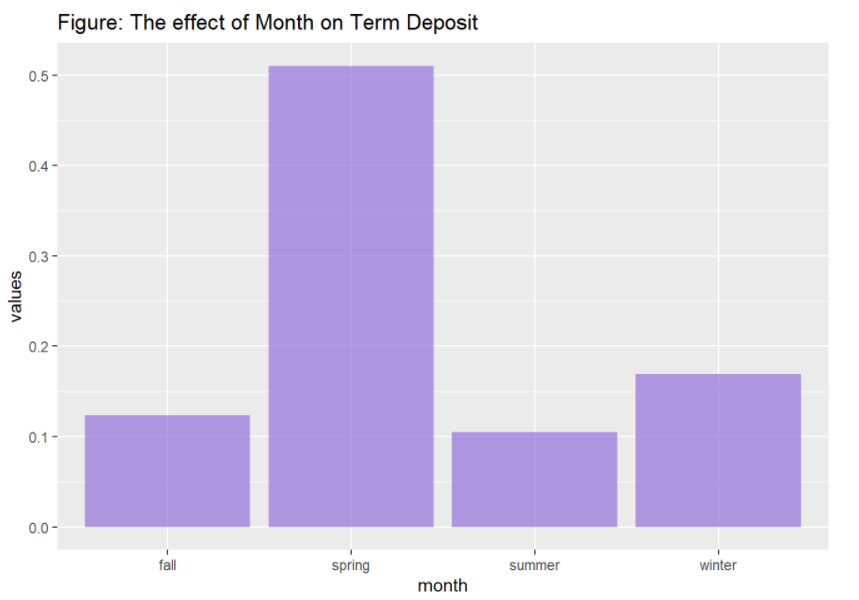 Figure: The effect of Month on Term Deposit
0.5
0.4
0.3
0.2
0.1
0.0
values
fall spring summer winter
month